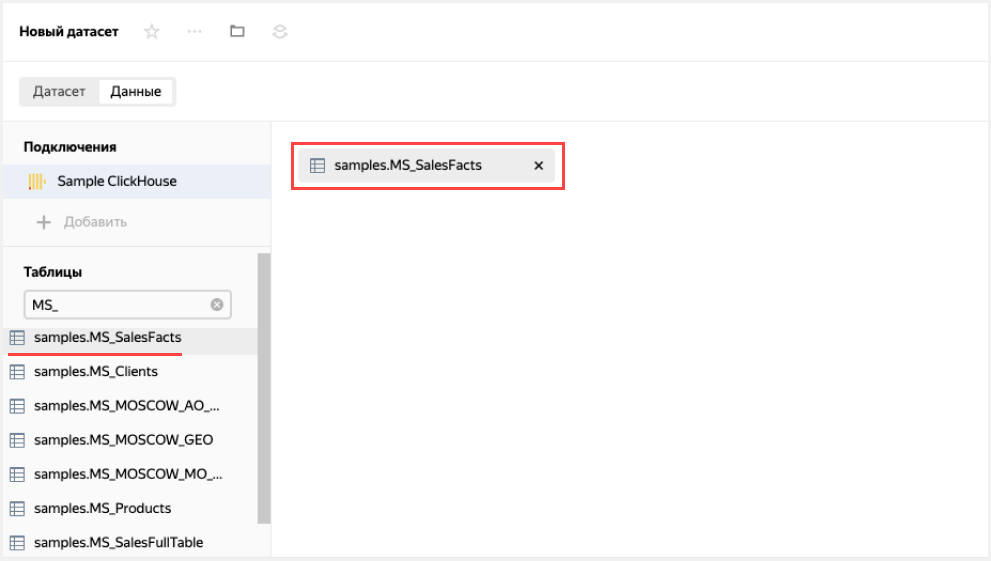 Новый датасет
Датасет Данные
Подключения
Sample ClickHouse
Добавить
Таблицы
MS_
samples.MS_SalesFacts
samples.MS_Clients
samples.MS_MOSCOW_AO_...
samples.MS_MOSCOW_GEO
samples.MS_MOSCOW_MO_...
samples.MS_Products
samples.MS_SalesFullTable
samples.MS_SalesFacts